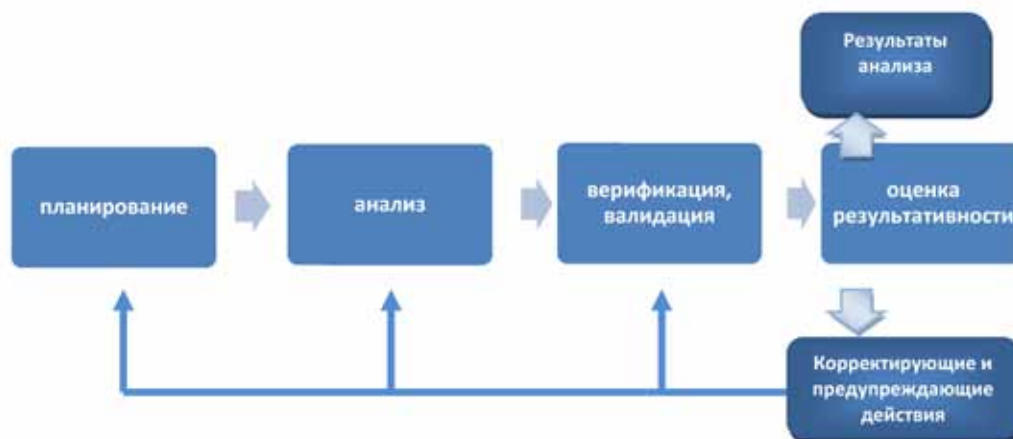 Результаты
анализа
планирование
анализ
верификация,
валидация
оценка
результативности
Корректирующие и
предупреждающие
действия